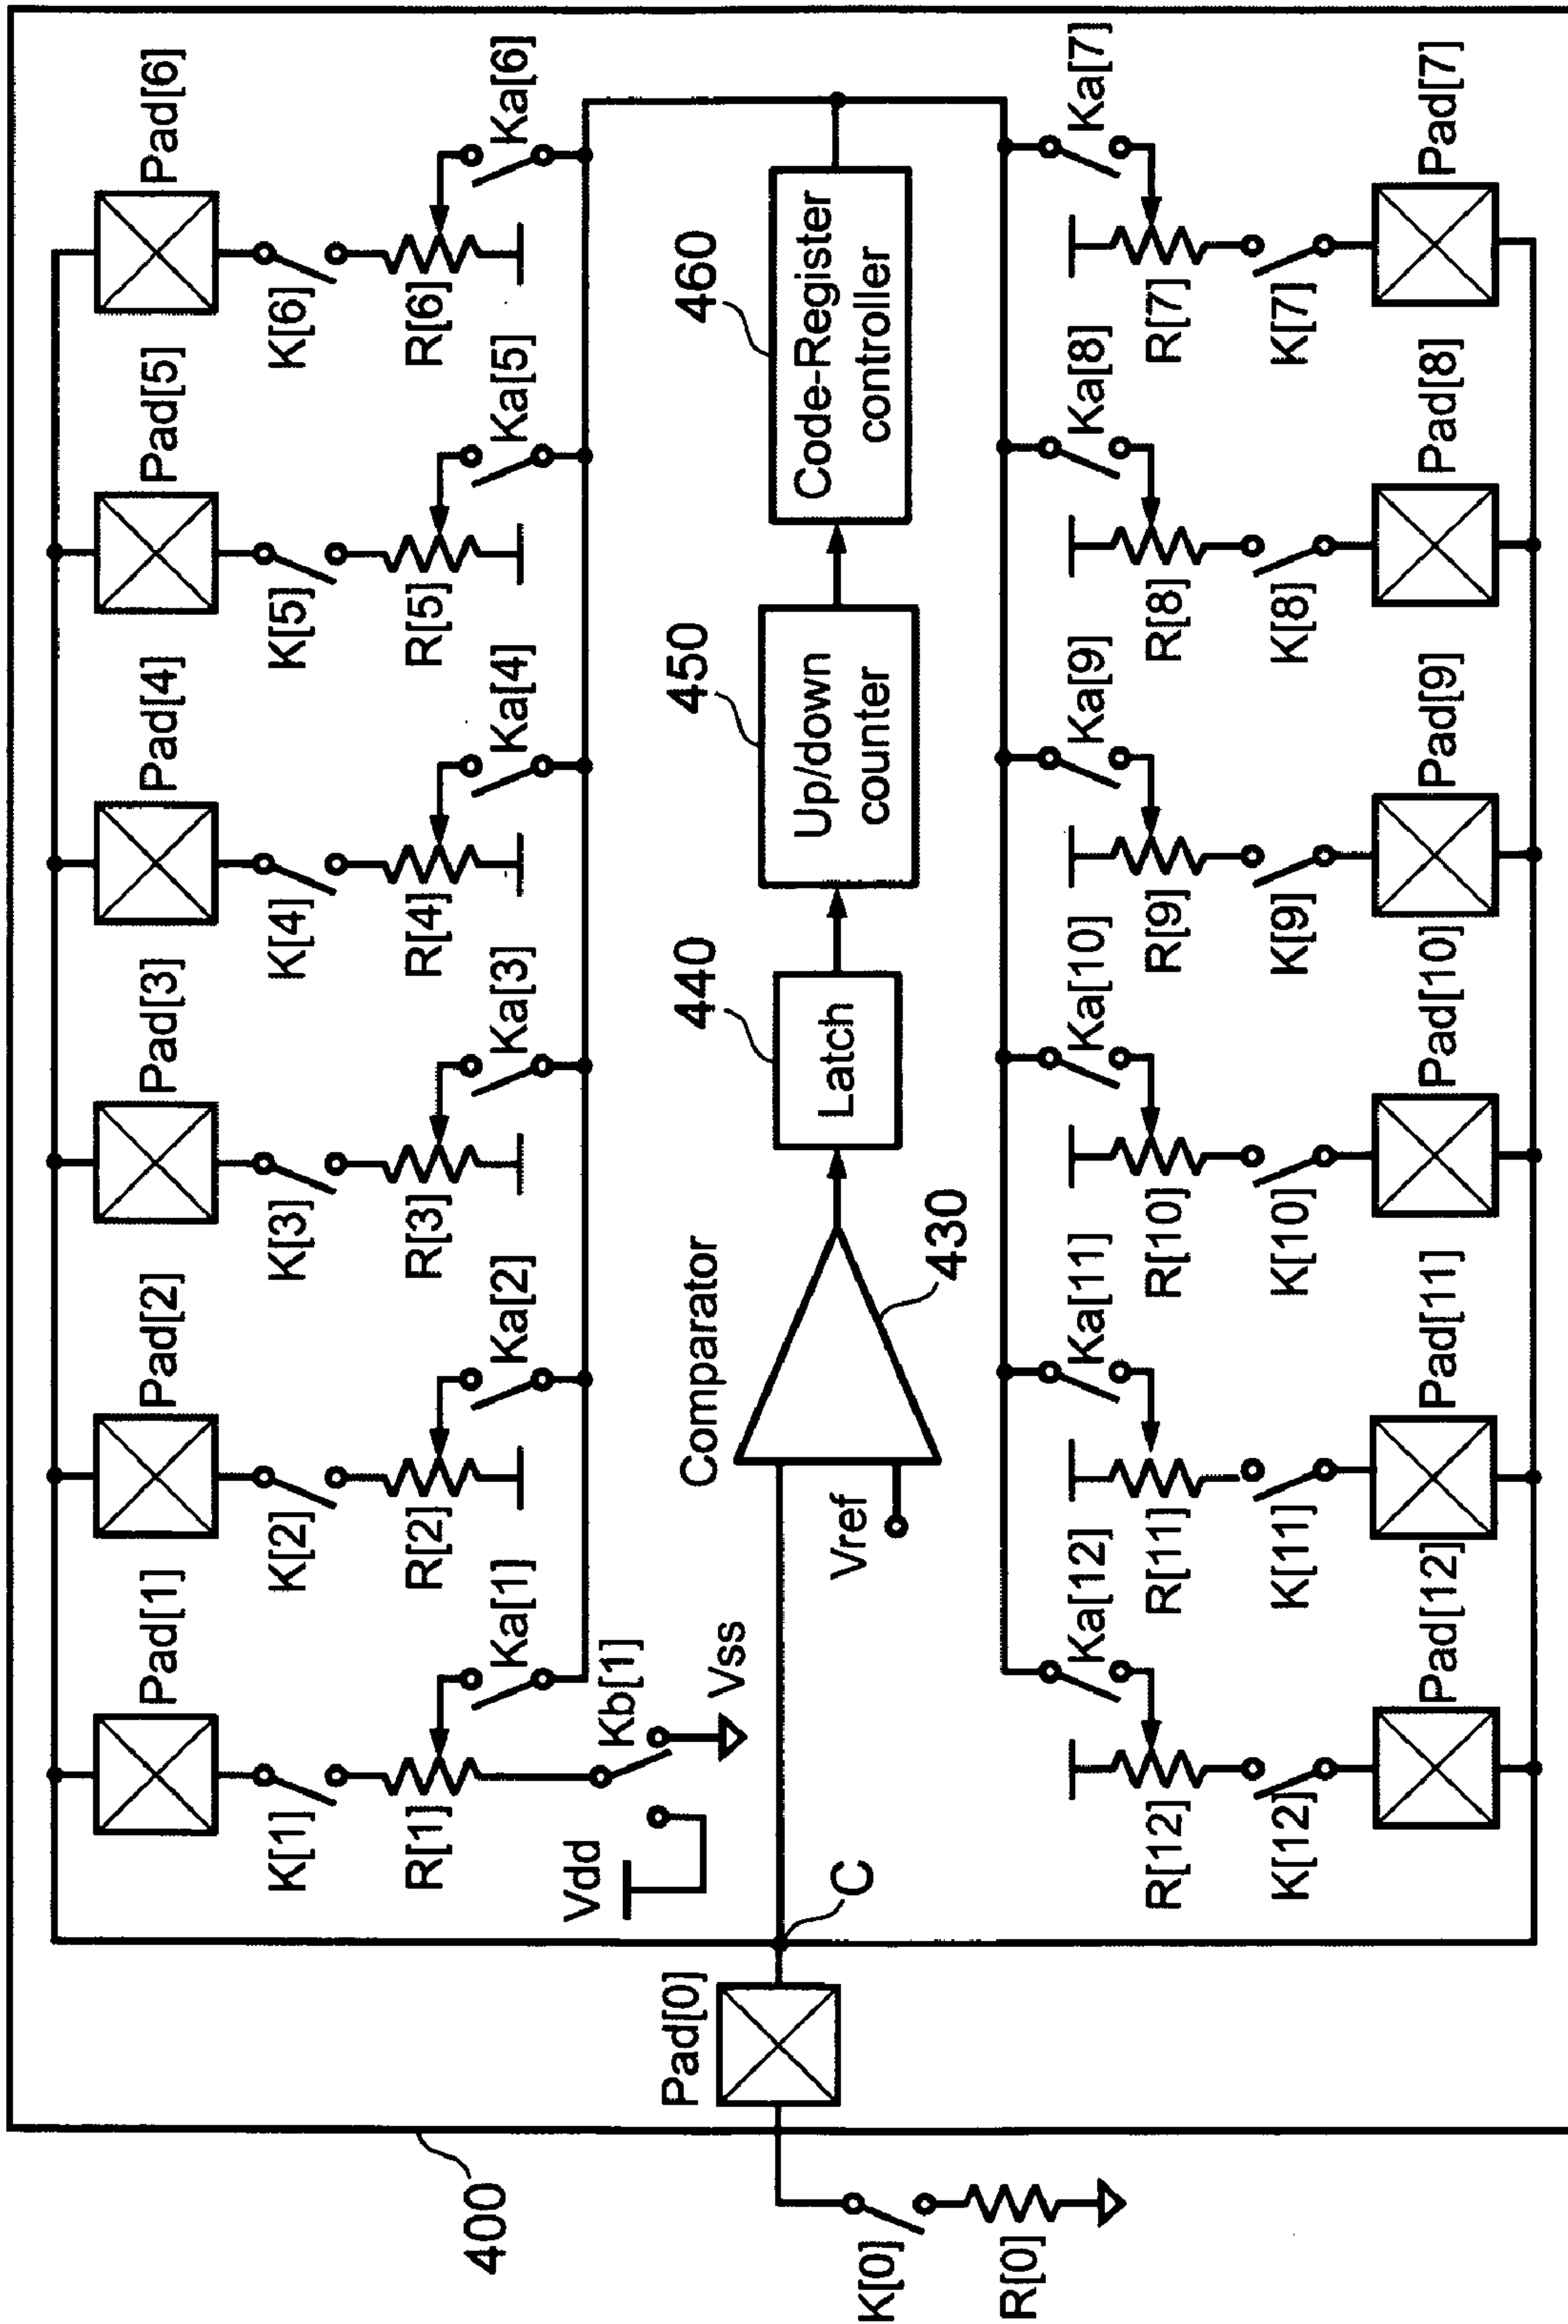 400
Pad[1]
Pad[2]
Pad[3]
Pad[4]
Pad[5]
Pad[6]
K[1]
K[2]
K[3]
K[4]
K[5]
K[6]
R[1]
R[2]
R[3]
R[4]
R[5]
R[6]
Ka[1]
Ka[2]
Ka[3]
Ka[4]
Ka[5]
Ka[6]
Vdd
Kb[1]
Vss
Pad[0]
K[0]
R[0]
C
Comparator
430
Vref
440
Latch
450
Up/down
counter
460
Code-Register
controller
Ka[12]
Ka[11]
Ka[10]
Ka[9]
Ka[8]
Ka[7]
R[12]
R[11]
R[10]
R[9]
R[8]
R[7]
K[12]
K[11]
K[10]
K[9]
K[8]
K[7]
Pad[12]
Pad[11]
Pad[10]
Pad[9]
Pad[8]
Pad[7]